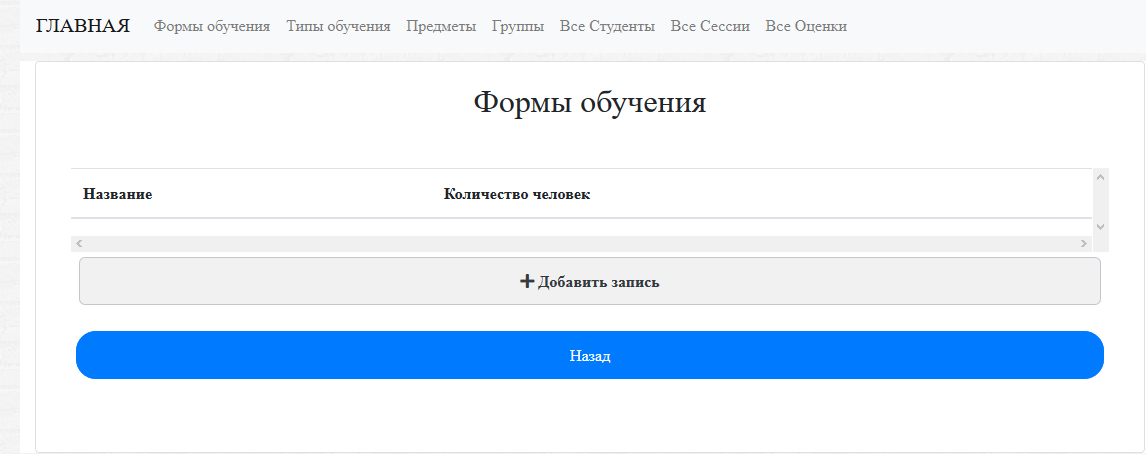 ГЛАВНАЯ Формы обучения Типы обучения Предметы Группы Все Студенты Все Сессии Все Оценки
Формы обучения
Название Количество человек
Добавить запись
Назад